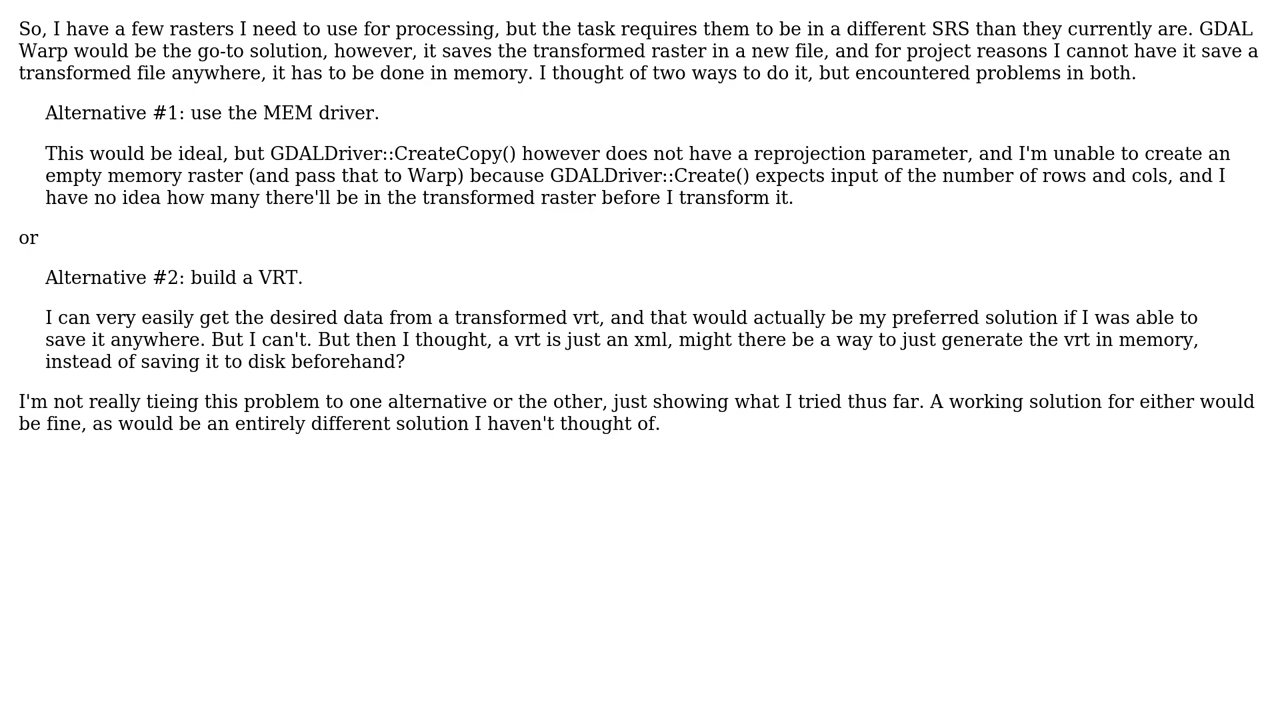 So, I have a few rasters I need to use for processing, but the task requires them to be in a different SRS than they currently are. GDAL
Warp would be the go-to solution, however, it saves the transformed raster in a new file, and for project reasons I cannot have it save a
transformed file anywhere, it has to be done in memory. I thought of two ways to do it, but encountered problems in both.
Alternative #1: use the MEM driver.
This would be ideal, but GDALDriver::CreateCopy() however does not have a reprojection parameter, and I'm unable to create an
empty memory raster (and pass that to Warp) because GDALDriver::Create() expects input of the number of rows and cols, and I
have no idea how many there'll be in the transformed raster before I transform it.
or
Alternative #2: build a VRT.
I can very easily get the desired data from a transformed vrt, and that would actually be my preferred solution if I was able to
save it anywhere. But I can't. But then I thought, a vrt is just an xml, might there be a way to just generate the vrt in memory,
instead of saving it to disk beforehand?
I'm not really tieing this problem to one alternative or the other, just showing what I tried thus far. A working solution for either would
be fine, as would be an entirely different solution I haven't thought of.